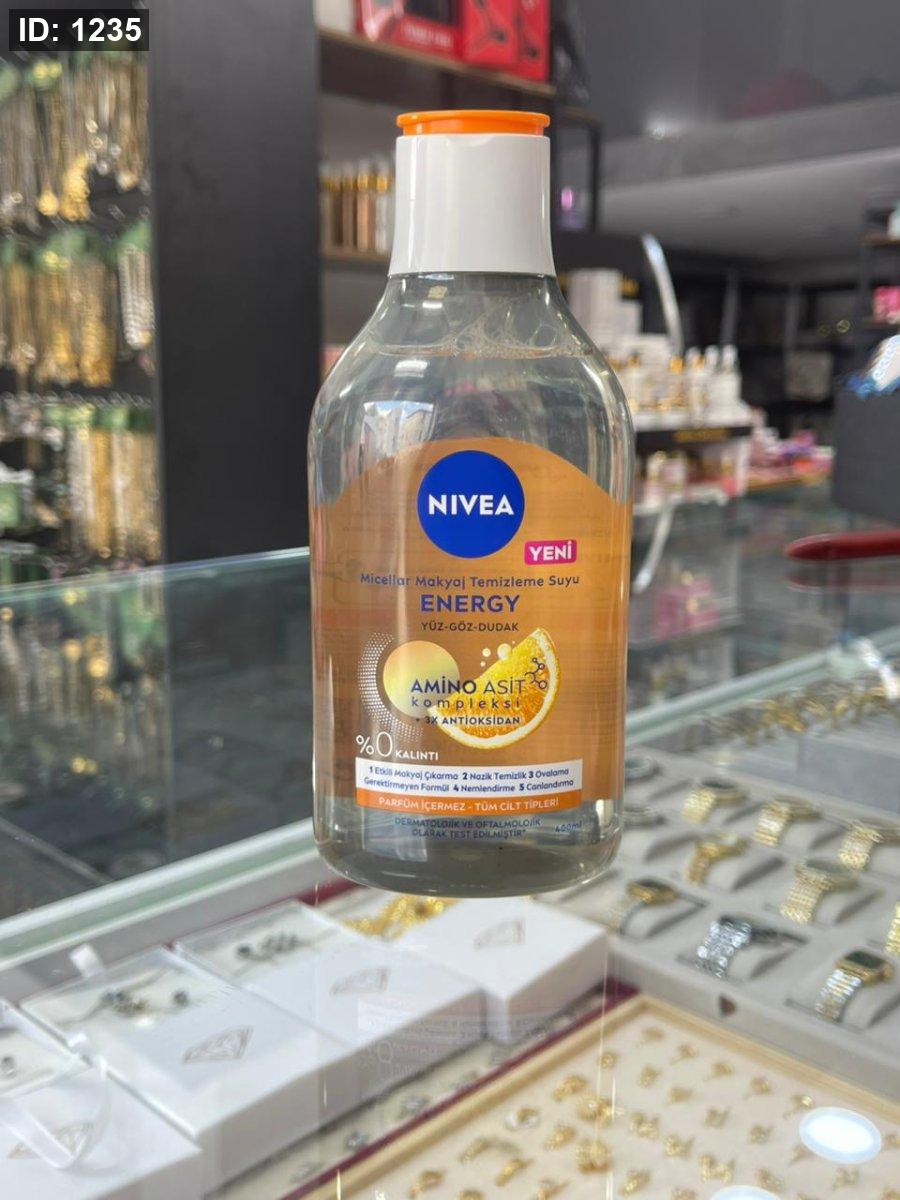 ID: 1235
NIVEA
YENİ
Micellar Makyaj Temizleme Suyu
ENERGY
YÜZ-GÖZ-DUDAK
AMİNO ASİT
kompleksi
+ 3X ANTİOKSİDAN
%0 KALINTI
1 Etkili Makyaj Çıkarma 2 Nazik Temizlik 3 Ovalama
Gerektirmeyen Formül 4 Nemlendirme 5 Canlandırma
PARFÜM İÇERMEZ - TÜM CİLT TİPLERİ
DERMATOLOJİK VE OFTALMOLOJİK
OLARAK TEST EDİLMİŞTİR*
400ml